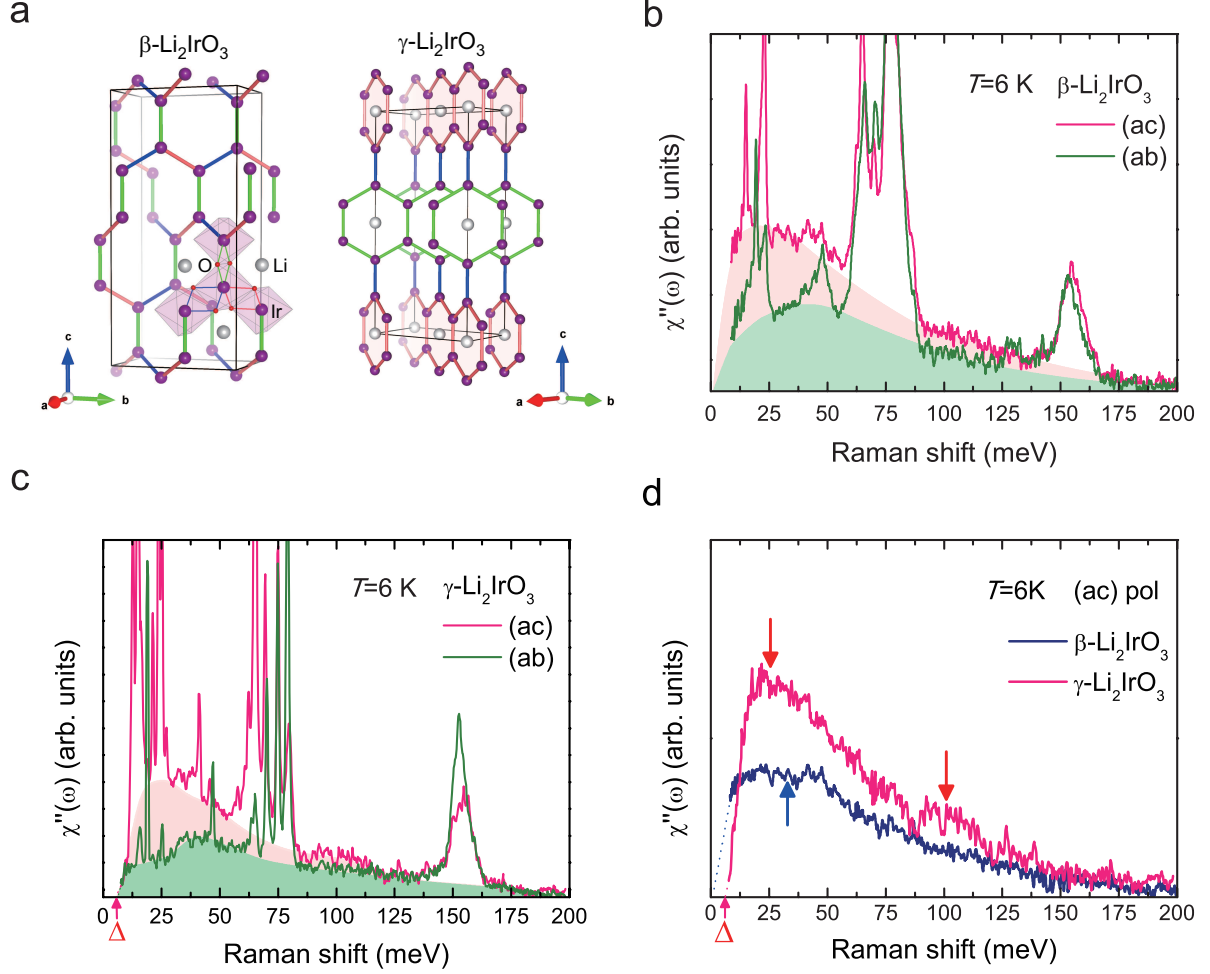 a
β-Li₂IrO₃
γ-Li₂IrO₃
O
Li
Ir
c
a
b
c
a
b
b
T=6 K β-Li₂IrO₃
(ac)
(ab)
χ"(ω) (arb. units)
0 25 50 75 100 125 150 175 200
Raman shift (meV)
c
T=6 K γ-Li₂IrO₃
(ac)
(ab)
χ"(ω) (arb. units)
0 25 50 75 100 125 150 175 200
Δ
Raman shift (meV)
d
T=6K (ac) pol
β-Li₂IrO₃
γ-Li₂IrO₃
χ"(ω) (arb. units)
0 25 50 75 100 125 150 175 200
Δ
Raman shift (meV)